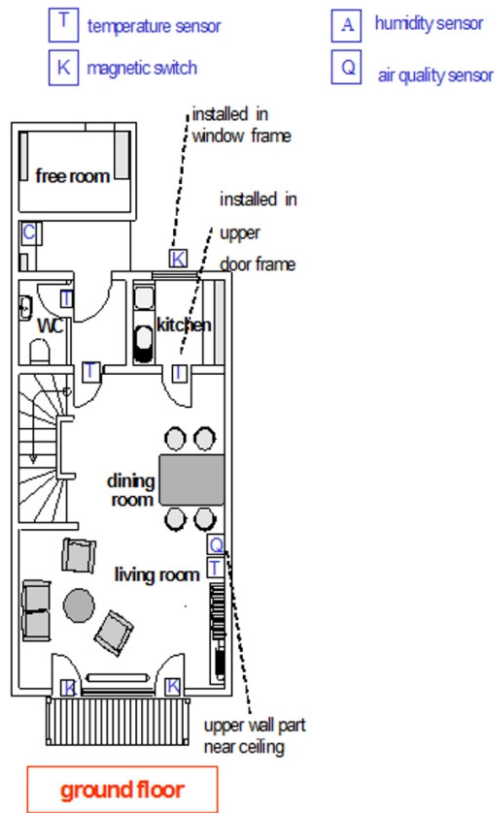 T temperature sensor
A humidity sensor
K magnetic switch
Q air quality sensor
installed in
window frame
free room
installed in
upper
door frame
C
K
T
WC
kitchen
T
T
dining
room
Q
living room
T
K
K
upper wall part
near ceiling
ground floor